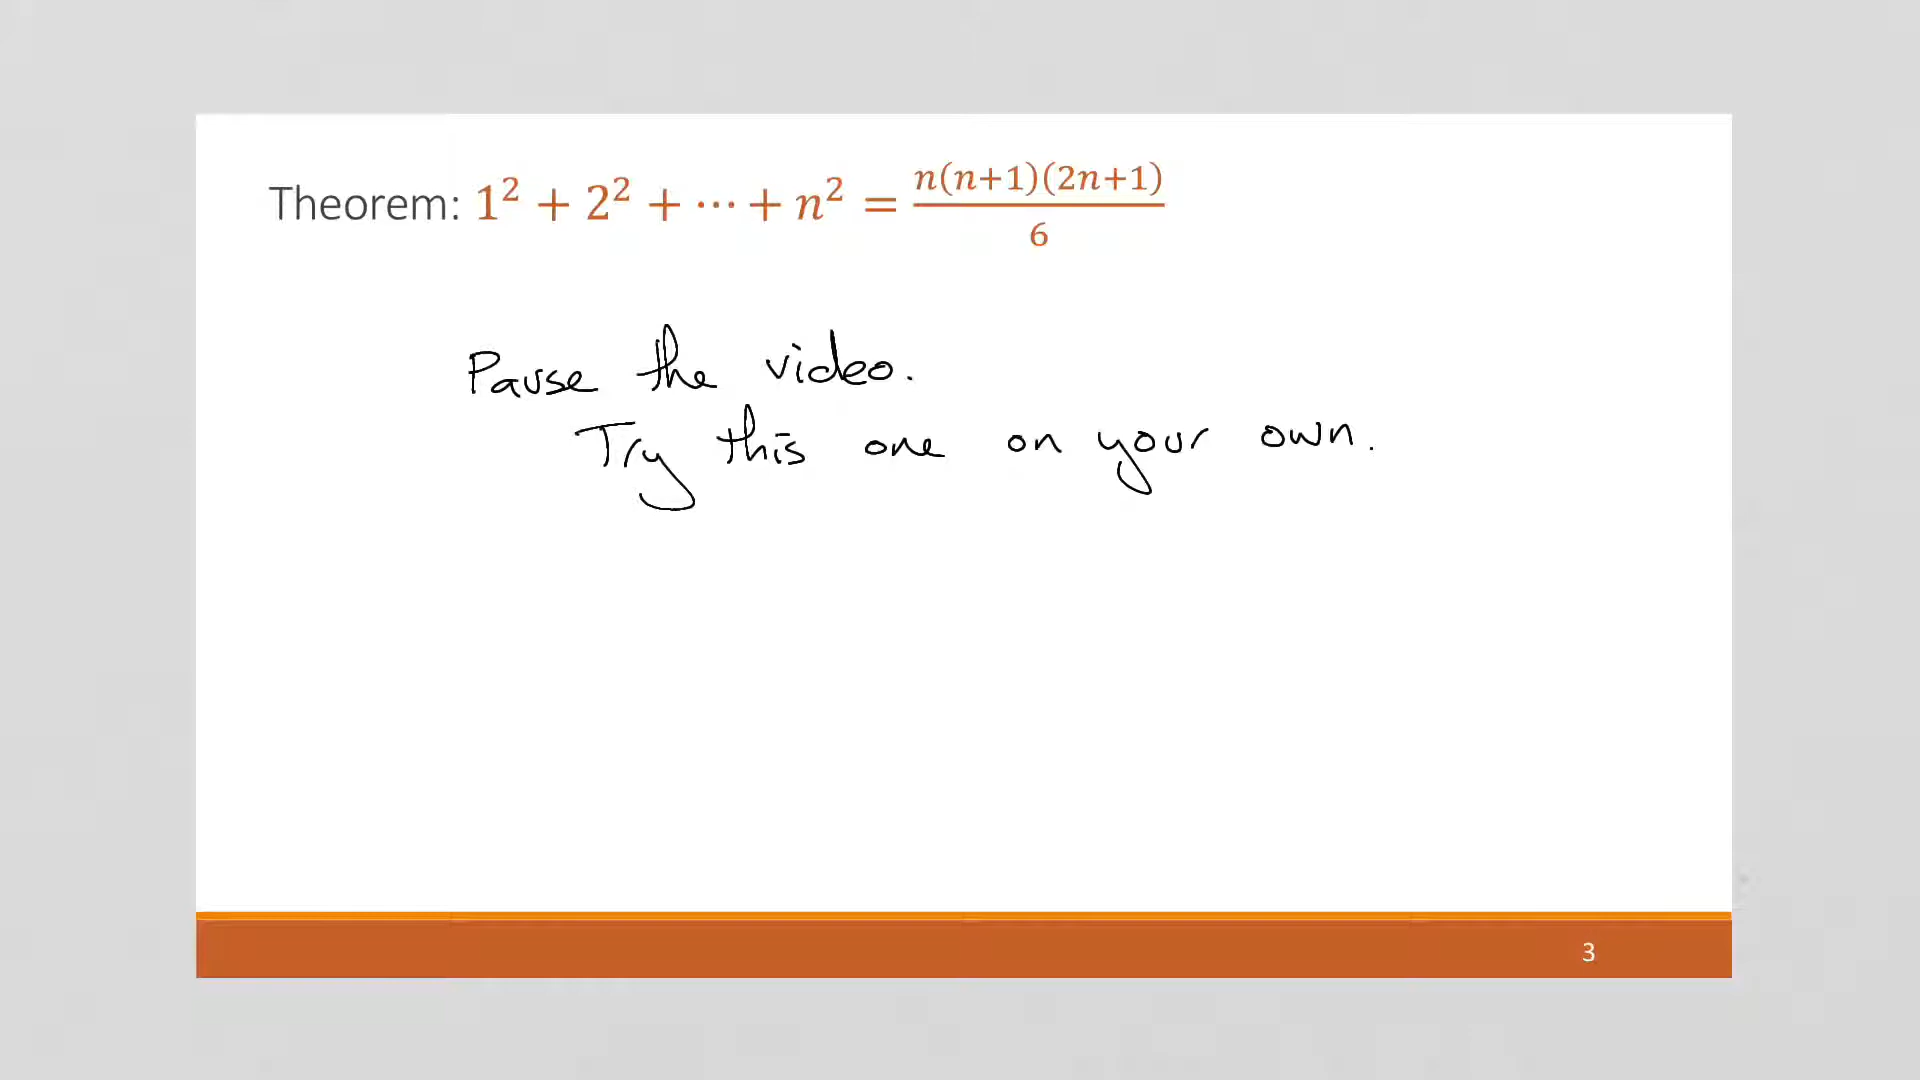 Theorem: 1² + 2² + ⋯ + n² = n(n+1)(2n+1)/6
Pause the video.
Try this one on your own.
3